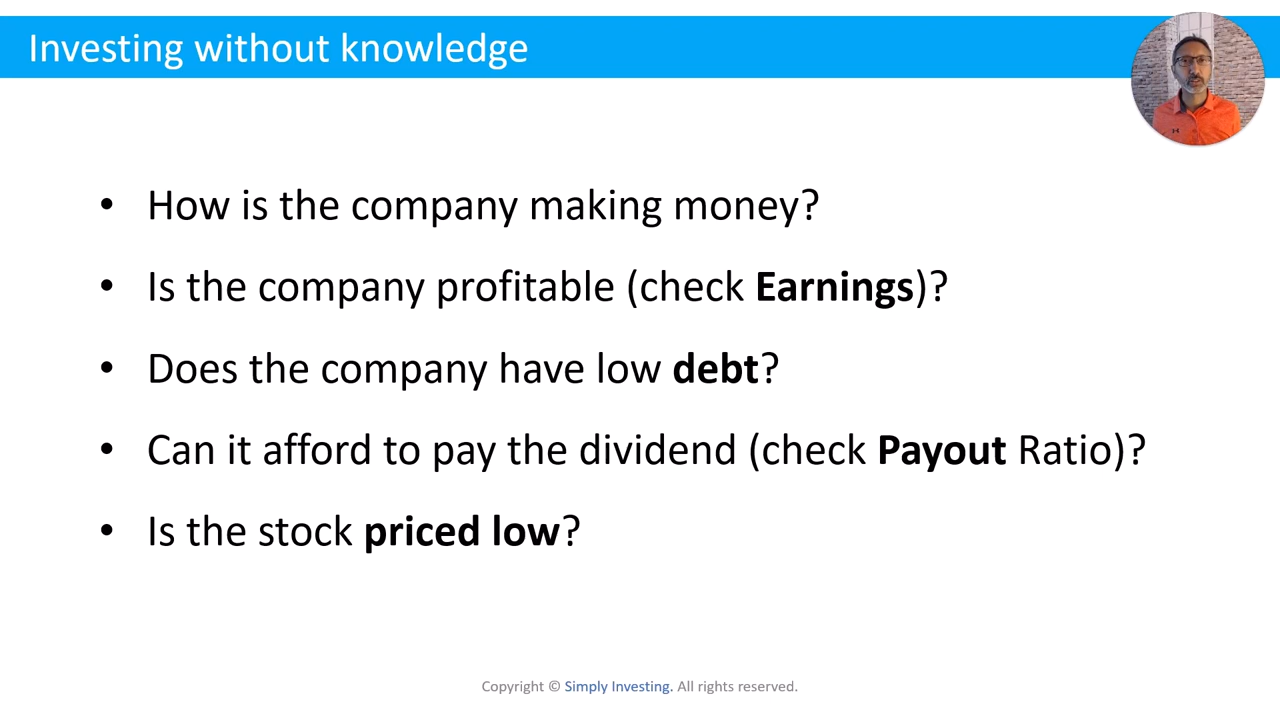 Investing without knowledge
• How is the company making money?
• Is the company profitable (check Earnings)?
• Does the company have low debt?
• Can it afford to pay the dividend (check Payout Ratio)?
• Is the stock priced low?
Copyright © Simply Investing. All rights reserved.